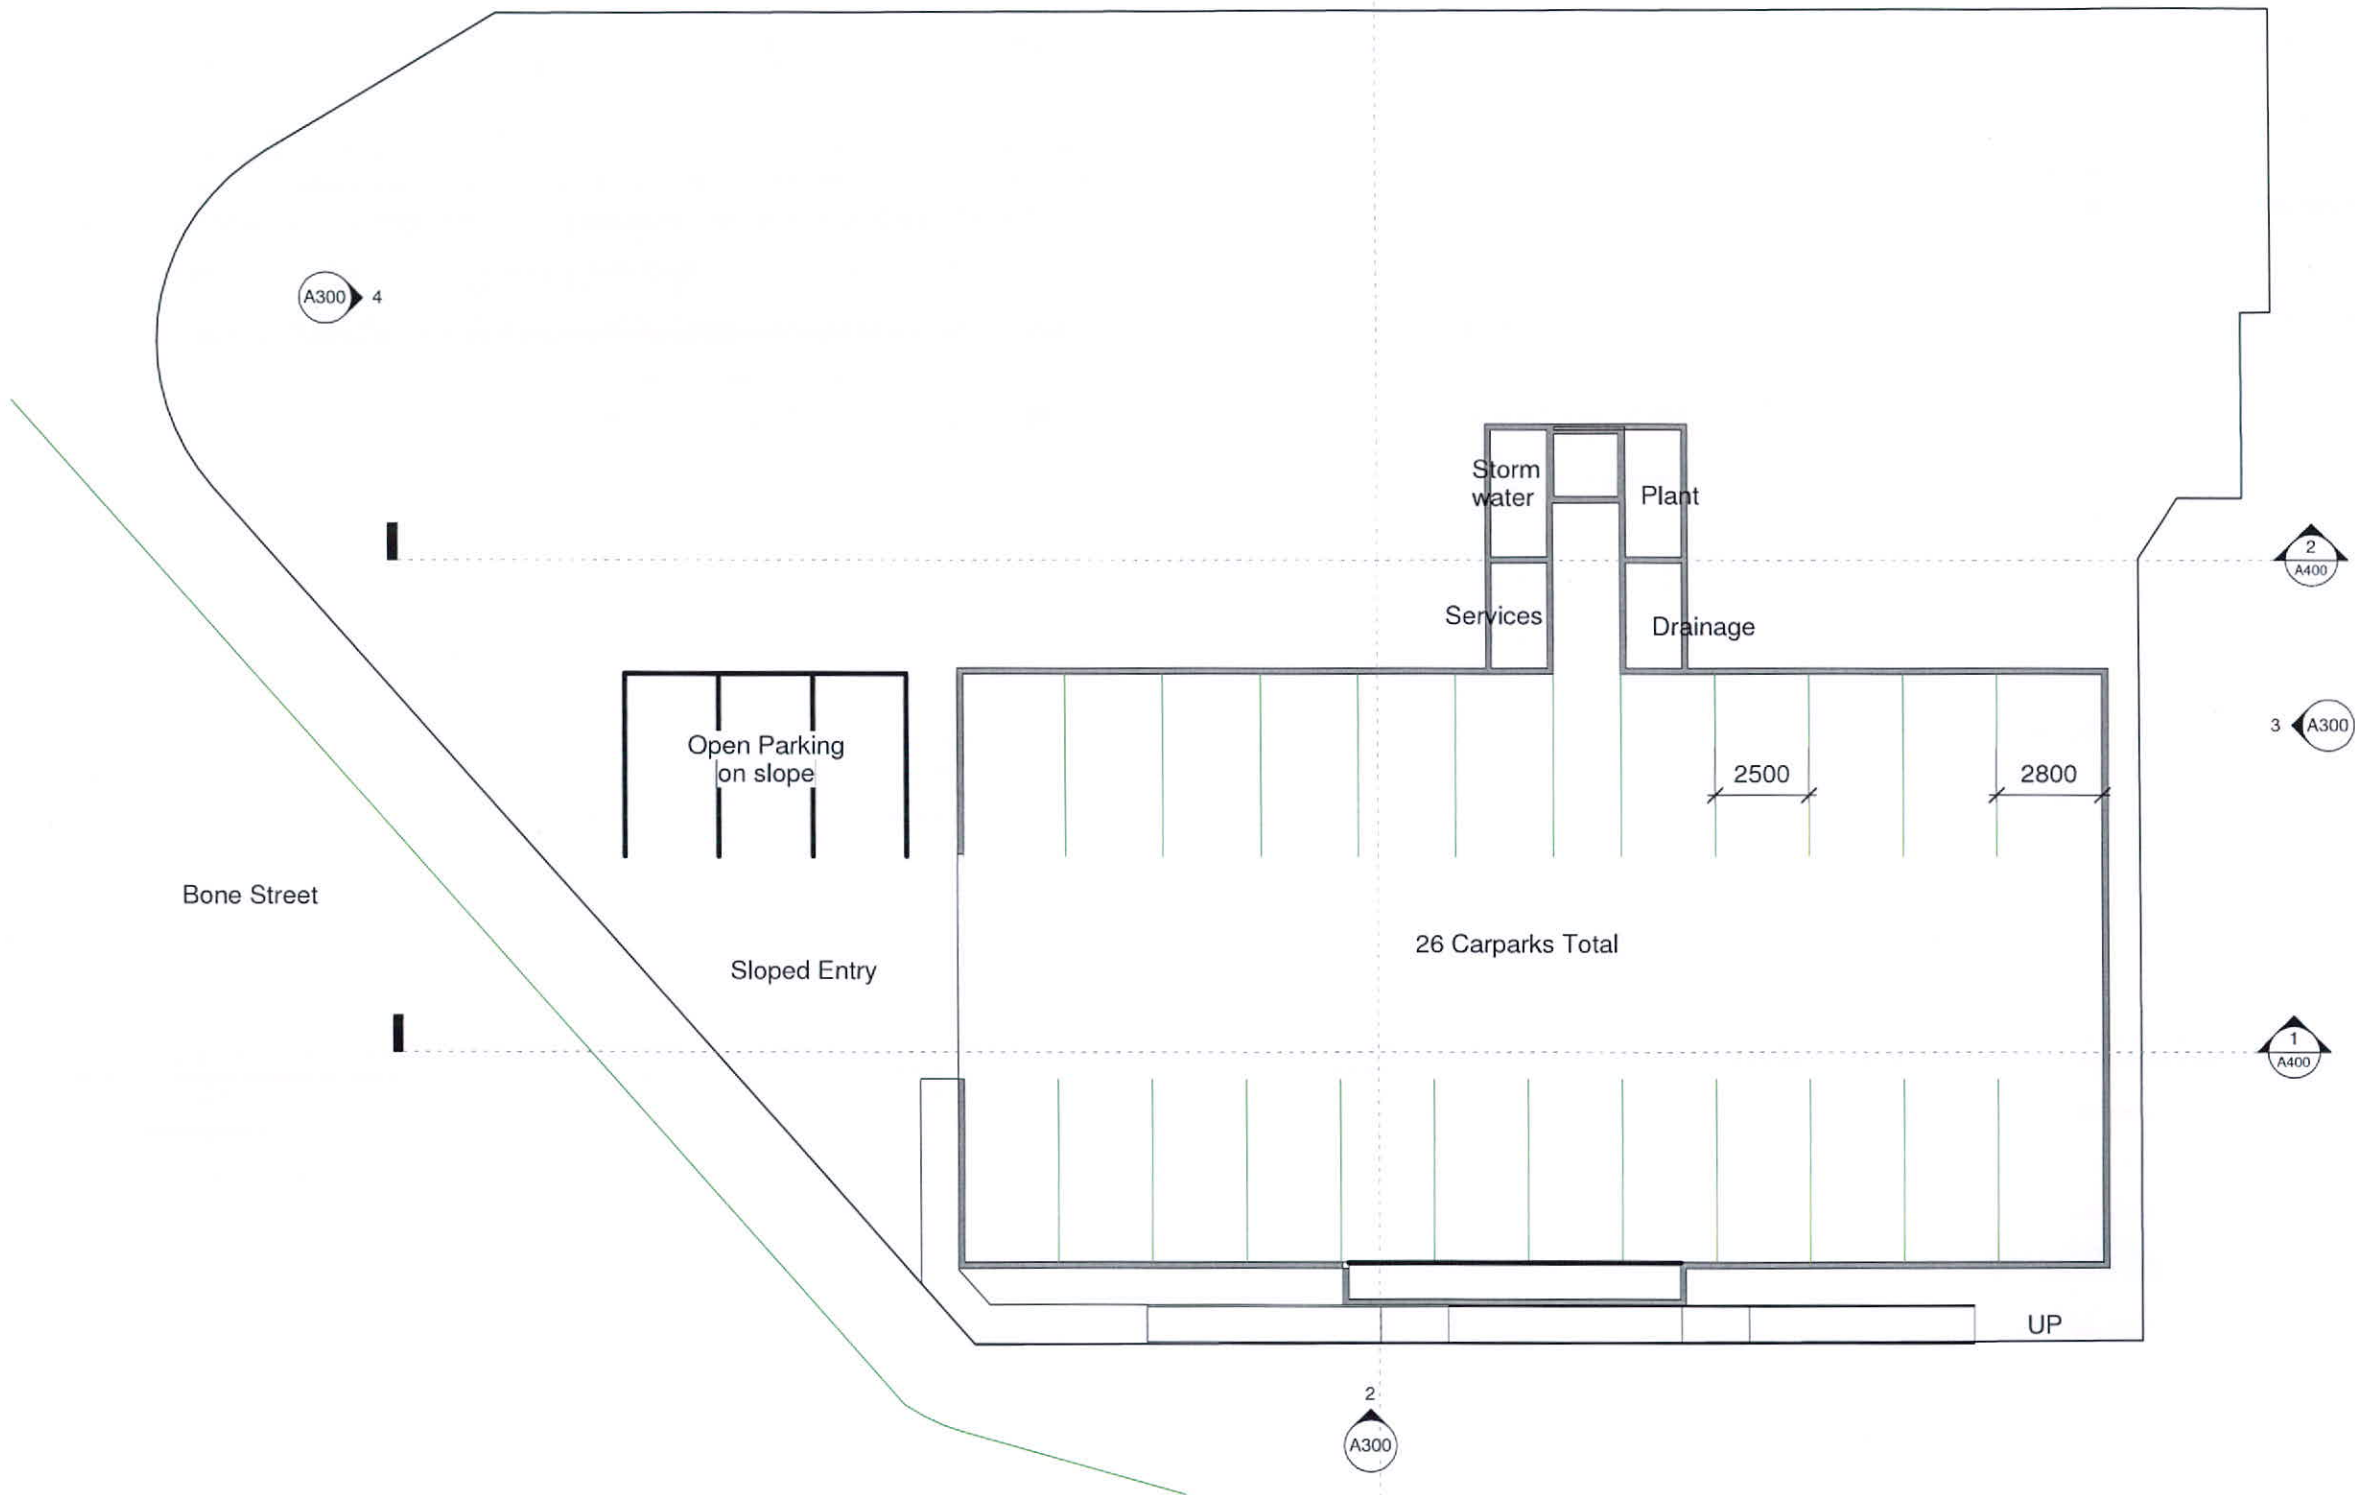 A300 4
Storm
water
Plant
2
A400
Services
Drainage
3 A300
Open Parking
on slope
2500
2800
Bone Street
26 Carparks Total
Sloped Entry
1
A400
UP
2
A300